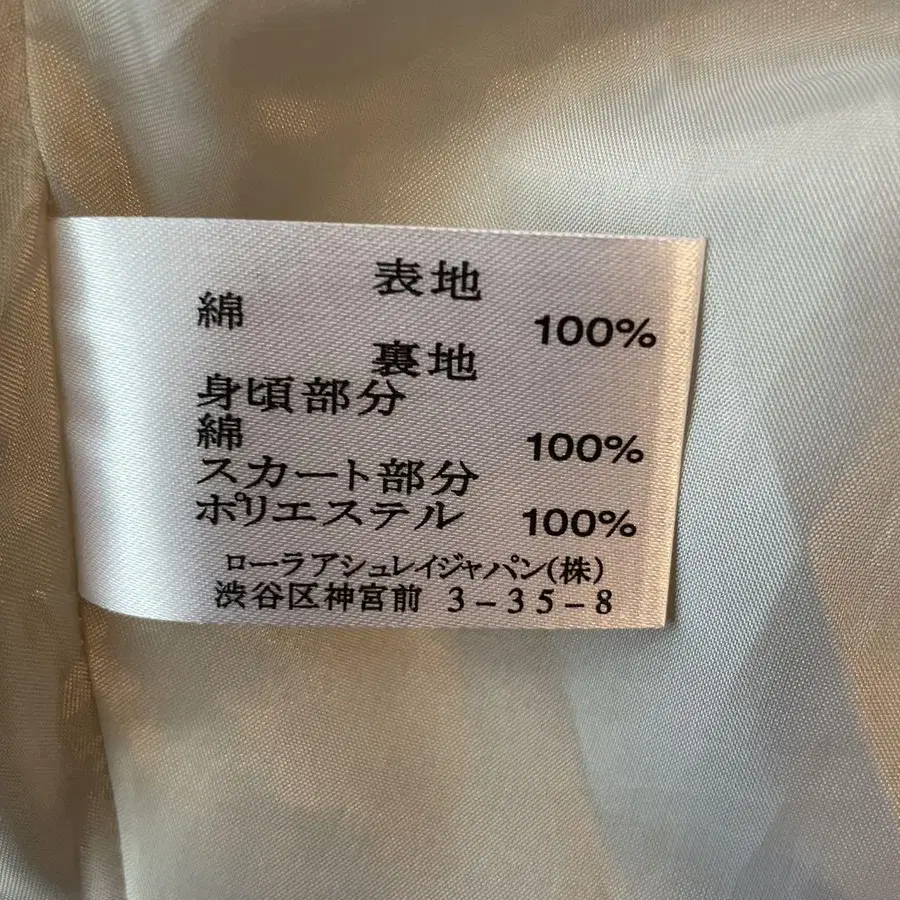 表地
綿 100%
裏地
身頃部分
綿 100%
スカート部分
ポリエステル 100%
ローラアシュレイジャパン(株)
渋谷区神宮前 3-35-8